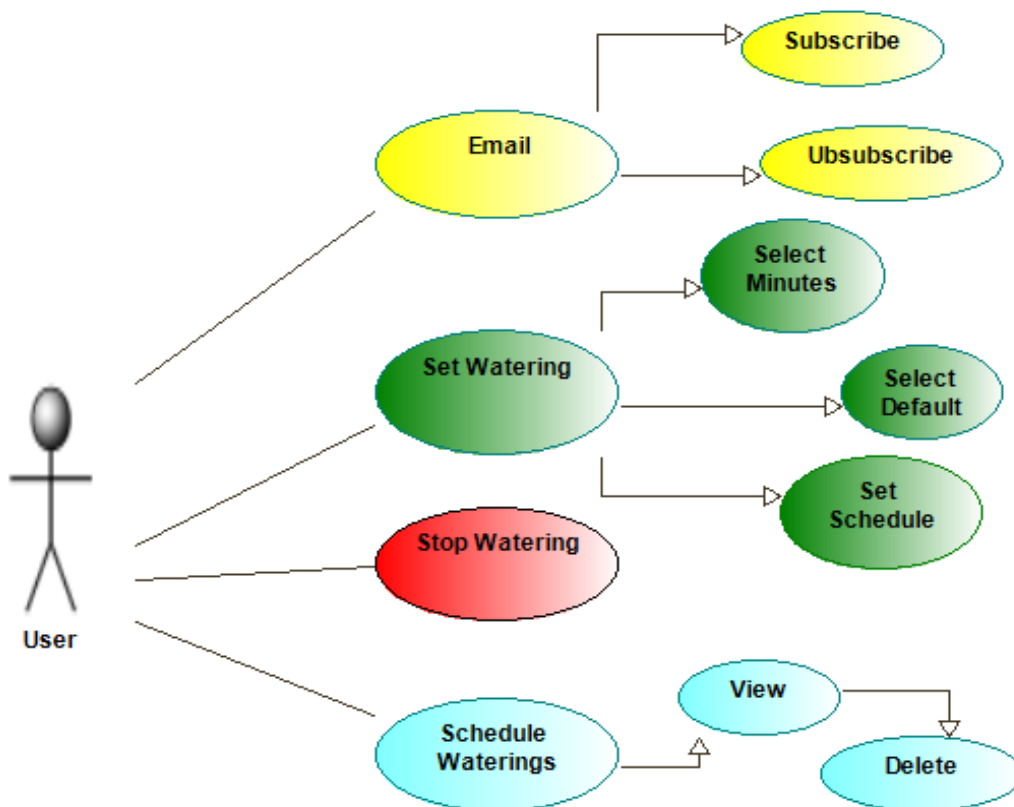 Subscribe
Email
Ubsubscribe
Select
Minutes
Set Watering
Select
Default
Set
Schedule
Stop Watering
User
View
Schedule
Waterings
Delete